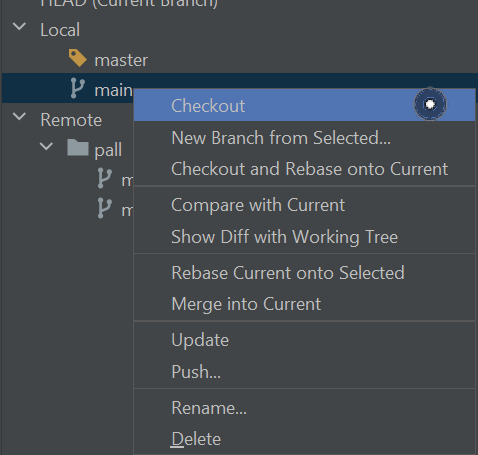 HEAD (Current Branch)
Local
master
main
Checkout
New Branch from Selected...
Checkout and Rebase onto Current
Remote
pall
Compare with Current
Show Diff with Working Tree
Rebase Current onto Selected
Merge into Current
Update
Push...
Rename...
Delete